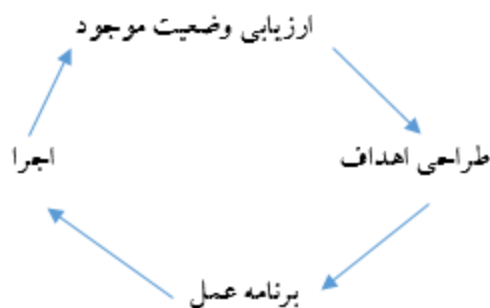 ارزیابی وضعیت موجود
طراحی اهداف
برنامه عمل
اجرا